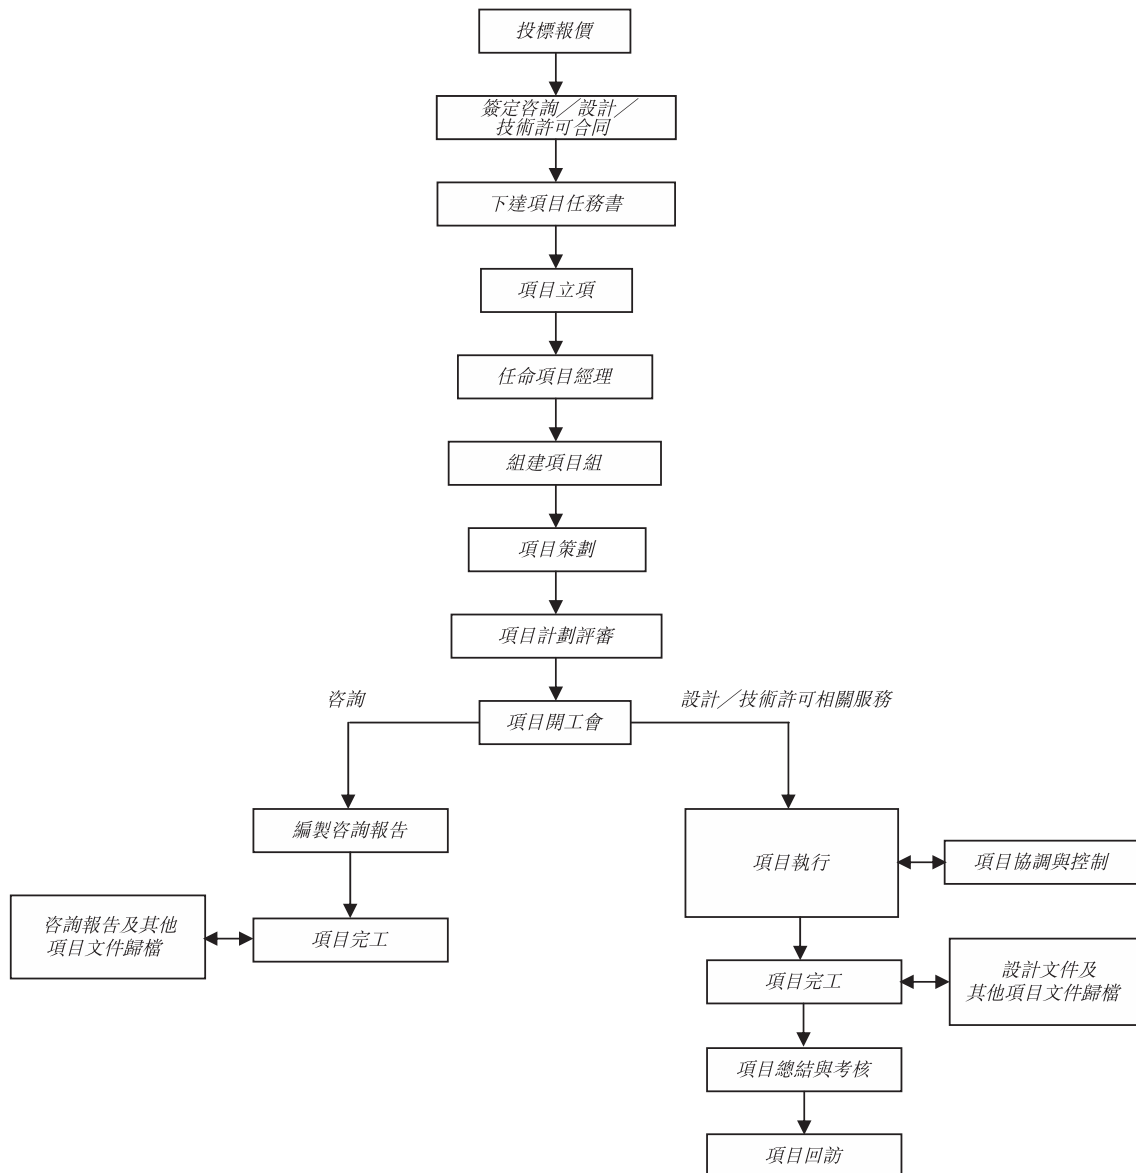 投標報價
簽定咨詢／設計／
技術許可合同
下達項目任務書
項目立項
任命項目經理
組建項目組
項目策劃
項目計劃評審
咨詢
設計／技術許可相關服務
項目開工會
編製咨詢報告
項目執行
項目協調與控制
咨詢報告及其他
項目文件歸檔
項目完工
項目完工
設計文件及
其他項目文件歸檔
項目總結與考核
項目回訪